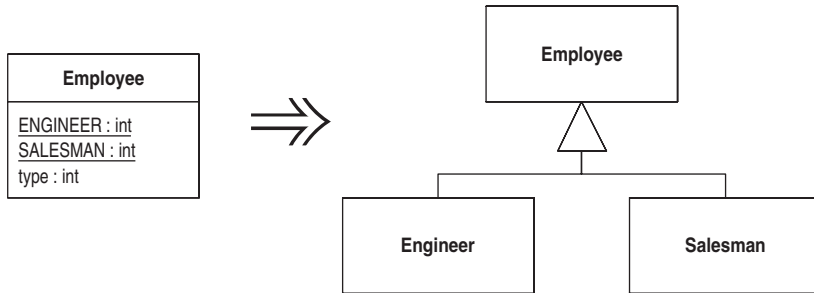 Employee
ENGINEER : int
SALESMAN : int
type : int
Employee
Engineer
Salesman